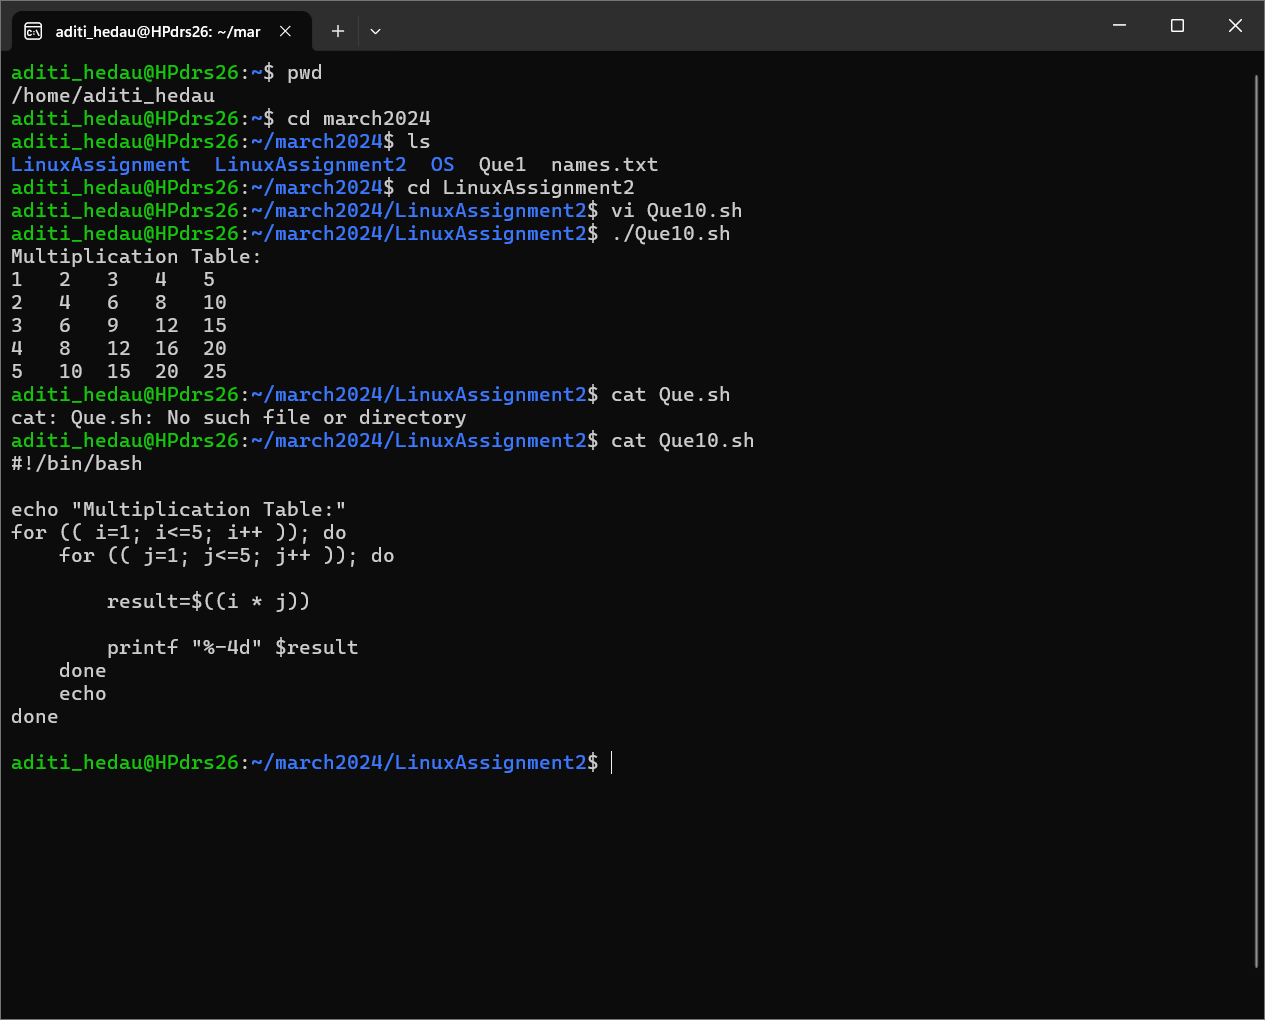 aditi_hedau@HPdrs26: ~/mar
aditi_hedau@HPdrs26:~$ pwd
/home/aditi_hedau
aditi_hedau@HPdrs26:~$ cd march2024
aditi_hedau@HPdrs26:~/march2024$ ls
LinuxAssignment  LinuxAssignment2  OS  Que1  names.txt
aditi_hedau@HPdrs26:~/march2024$ cd LinuxAssignment2
aditi_hedau@HPdrs26:~/march2024/LinuxAssignment2$ vi Que10.sh
aditi_hedau@HPdrs26:~/march2024/LinuxAssignment2$ ./Que10.sh
Multiplication Table:
1   2   3   4   5
2   4   6   8   10
3   6   9   12  15
4   8   12  16  20
5   10  15  20  25
aditi_hedau@HPdrs26:~/march2024/LinuxAssignment2$ cat Que.sh
cat: Que.sh: No such file or directory
aditi_hedau@HPdrs26:~/march2024/LinuxAssignment2$ cat Que10.sh
#!/bin/bash

echo "Multiplication Table:"
for (( i=1; i<=5; i++ )); do
    for (( j=1; j<=5; j++ )); do

        result=$((i * j))

        printf "%-4d" $result
    done
    echo
done

aditi_hedau@HPdrs26:~/march2024/LinuxAssignment2$